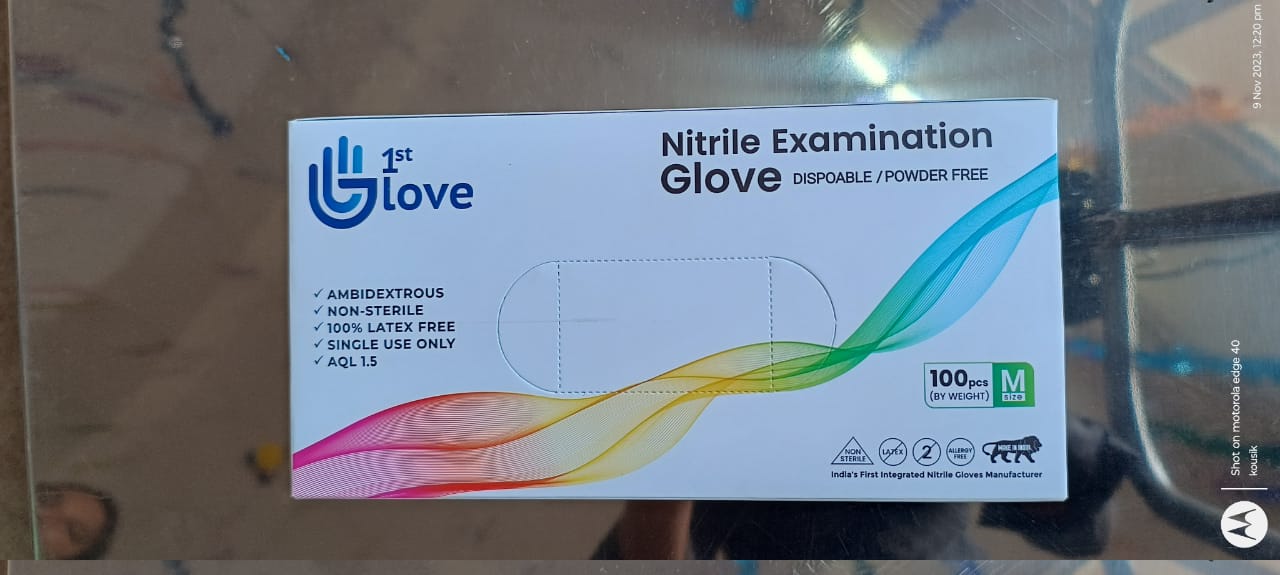 1st
Glove
Nitrile Examination
Glove DISPOABLE / POWDER FREE
✓ AMBIDEXTROUS
✓ NON-STERILE
✓ 100% LATEX FREE
✓ SINGLE USE ONLY
✓ AQL 1.5
100pcs
(BY WEIGHT)
M
size
NON
STERILE
LATEX
2
ALLERGY
FREE
MAKE IN INDIA
India's First Integrated Nitrile Gloves Manufacturer
9 Nov 2023, 12:20 pm
Shot on motorola edge 40
kousik